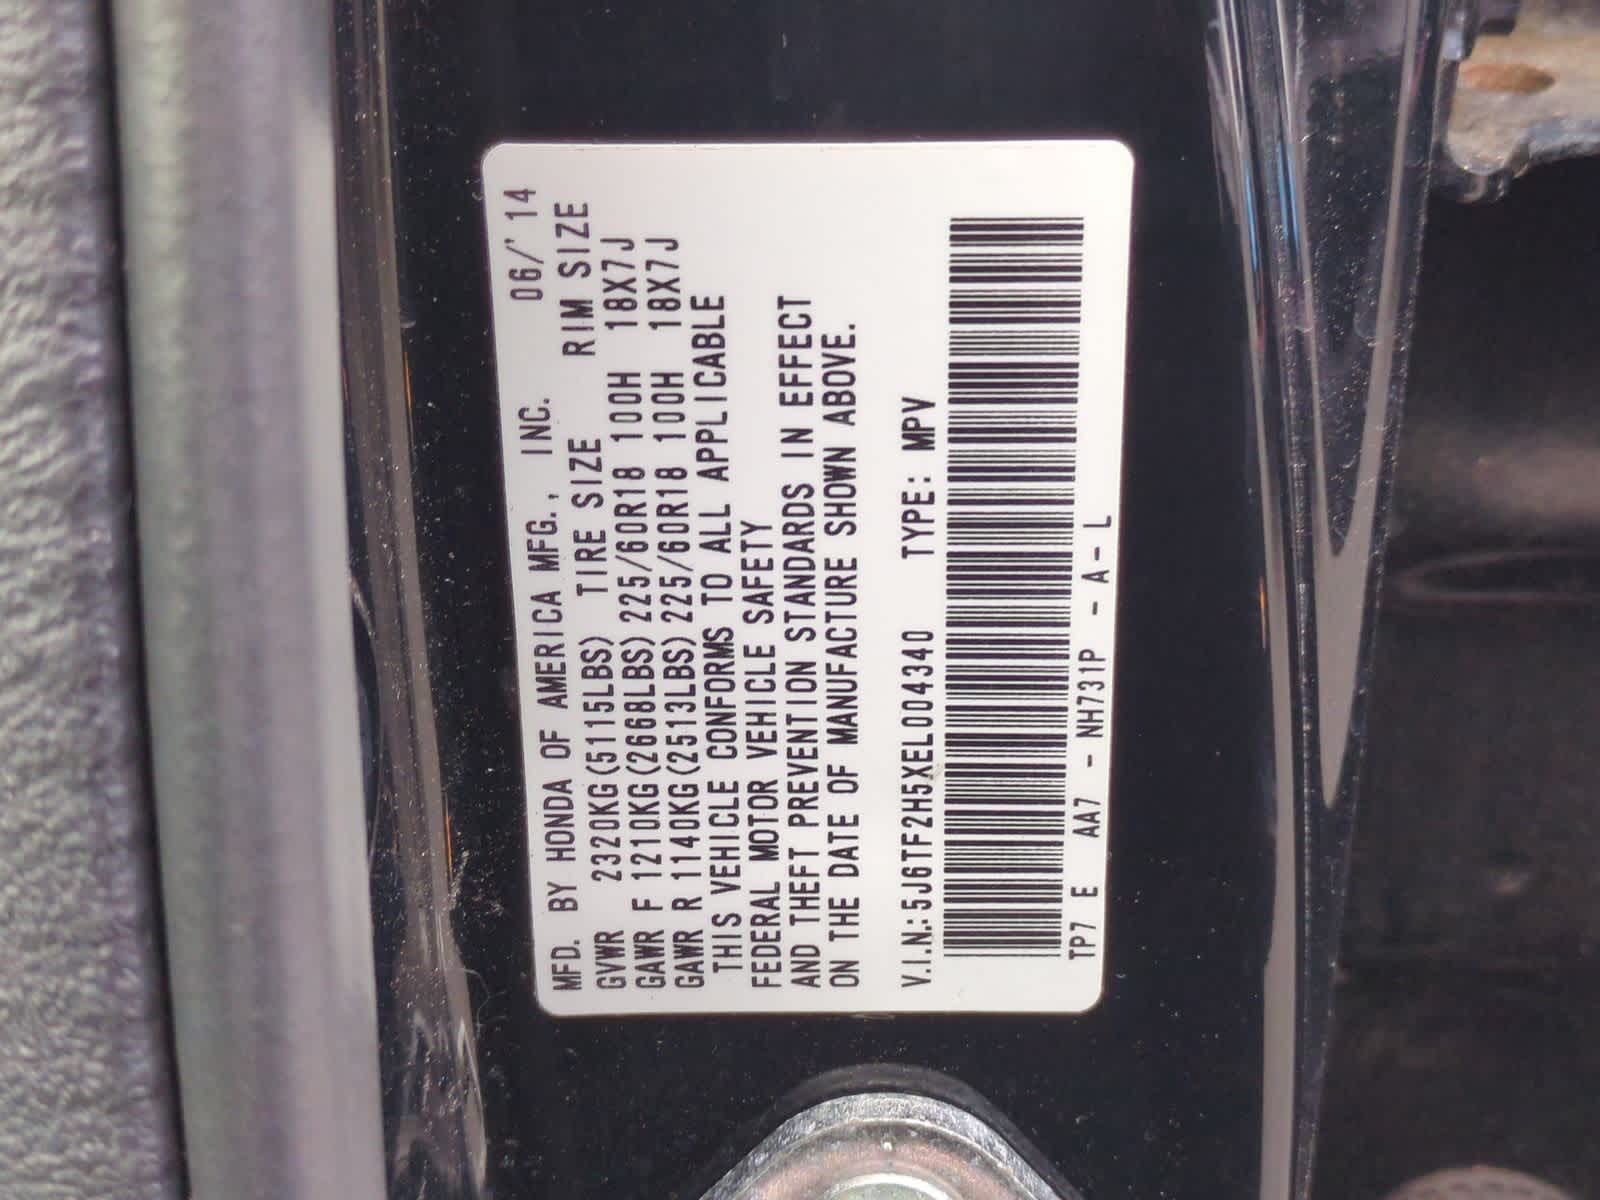 MFD. BY HONDA OF AMERICA MFG., INC. 06/'14
GVWR 2320KG(5115LBS) TIRE SIZE RIM SIZE
GAWR F 1210KG(2668LBS) 225/60R18 100H 18X7J
GAWR R 1140KG(2513LBS) 225/60R18 100H 18X7J
THIS VEHICLE CONFORMS TO ALL APPLICABLE
FEDERAL MOTOR VEHICLE SAFETY
AND THEFT PREVENTION STANDARDS IN EFFECT
ON THE DATE OF MANUFACTURE SHOWN ABOVE.
V.I.N.: 5J6TF2H5XEL004340 TYPE: MPV
TP7 E AA7 - NH731P - A - L